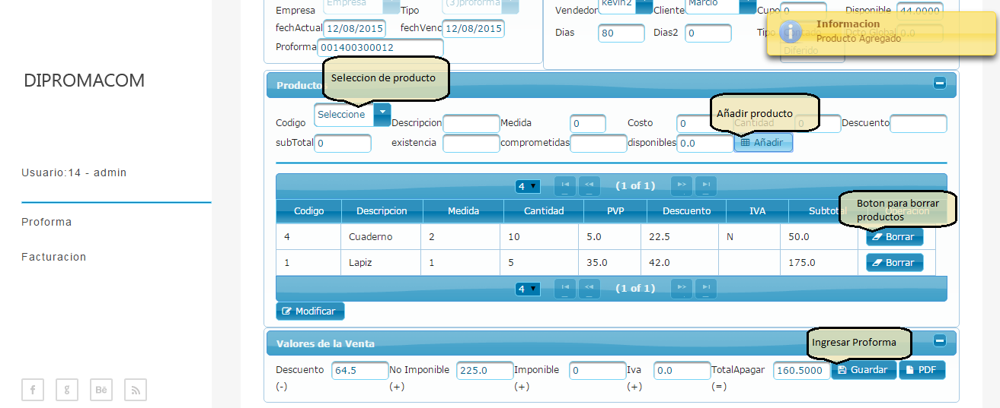 Empresa Empresa Tipo (3)proforma
Vendedor kevin2 Cliente Marcio Cupo 0 Disponible 44.0000
fechActual 12/08/2015 fechVenc 12/08/2015
Dias 80 Dias2 0 Tipo Dcto Global 0.0
Diferido
Proforma 001400300012
Informacion
Producto Agregado
DIPROMACOM
Usuario:14 - admin
Proforma
Facturacion
Seleccion de producto
Producto
Añadir producto
Codigo Seleccione Descripcion Medida 0 Costo 0 Cantidad 0 Descuento
subTotal 0 existencia comprometidas disponibles 0.0 Añadir
4 (1 of 1)
Boton para borrar
productos
Codigo Descripcion Medida Cantidad PVP Descuento IVA Subtotal Operacion
4 Cuaderno 2 10 5.0 22.5 N 50.0 Borrar
1 Lapiz 1 5 35.0 42.0 175.0 Borrar
4 (1 of 1)
Modificar
Ingresar Proforma
Valores de la Venta
Descuento 64.5 No Imponible 225.0 Imponible 0 Iva 0.0 TotalApagar 160.5000 Guardar PDF
(-) (+) (+) (+) (=)
f g Bē